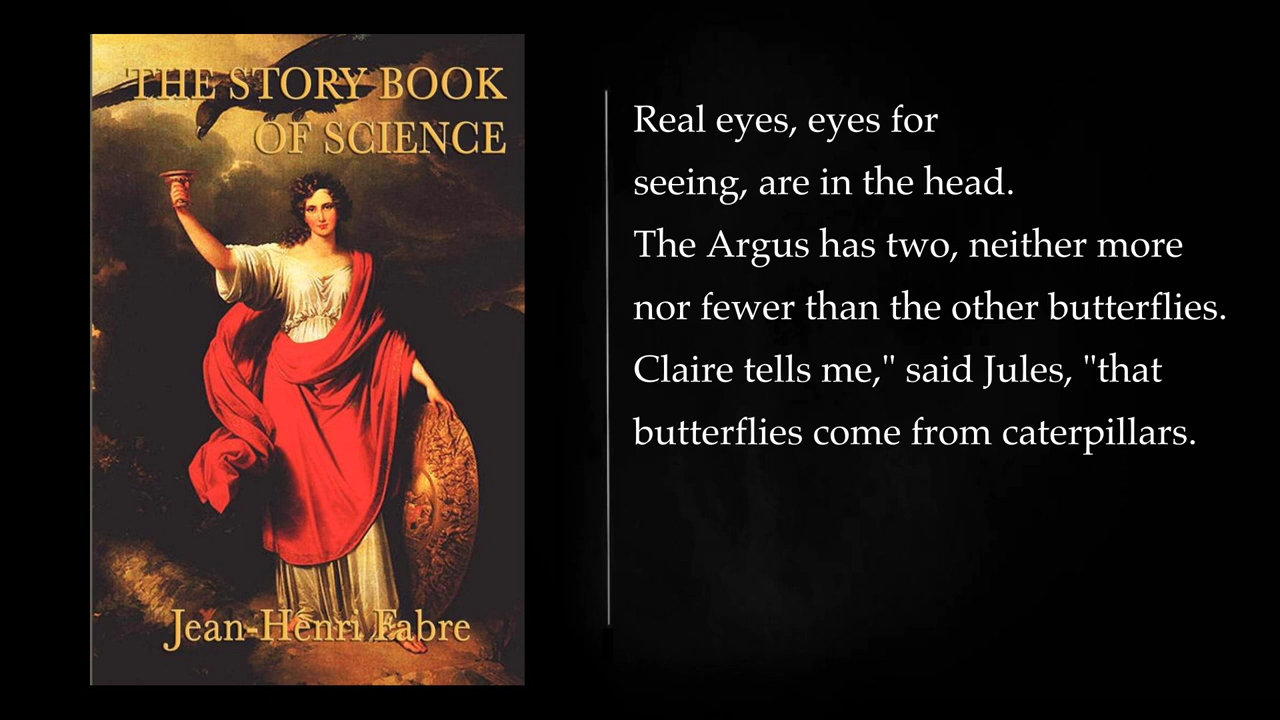 THE STORY BOOK
OF SCIENCE
Jean-Henri Fabre
Real eyes, eyes for
seeing, are in the head.
The Argus has two, neither more
nor fewer than the other butterflies.
Claire tells me," said Jules, "that
butterflies come from caterpillars.